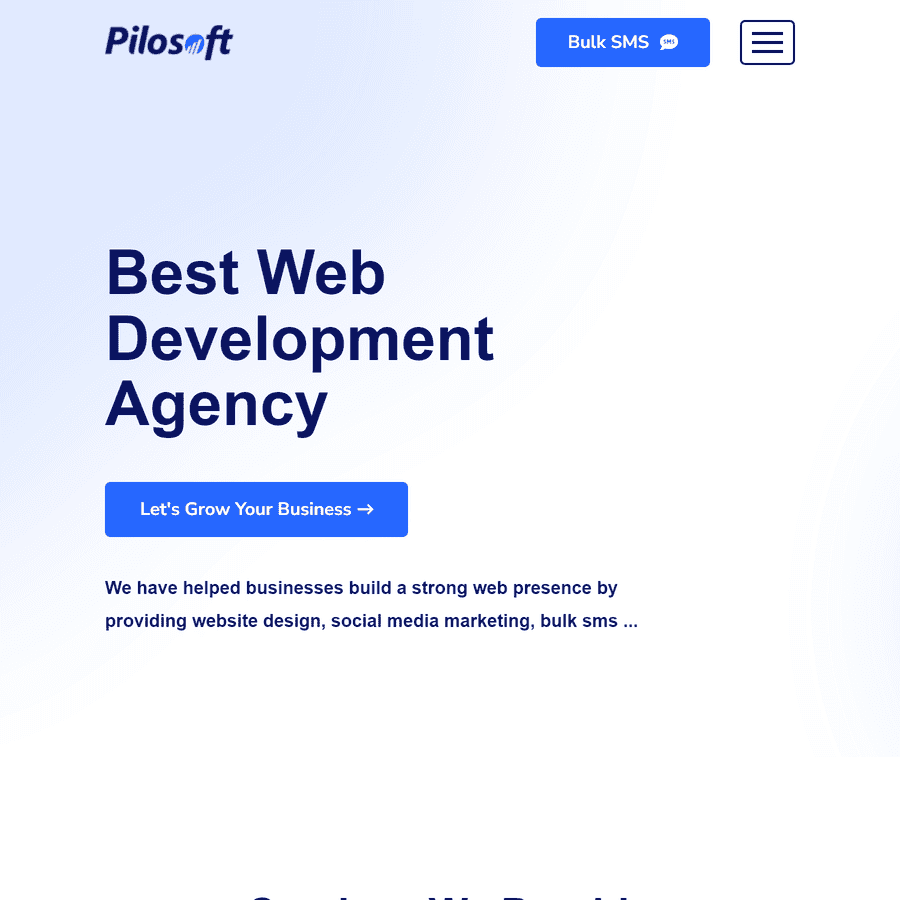 Pilosoft
Bulk SMS
Best Web
Development
Agency
Let's Grow Your Business →
We have helped businesses build a strong web presence by
providing website design, social media marketing, bulk sms ...